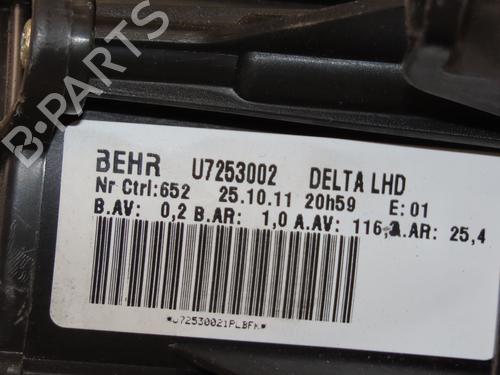 B-PARTS
BEHR U7253002 DELTA LHD
Nr Ctrl:652 25.10.11 20h59 E:01
B.AV: 0,2 B.AR: 1,0 A.AV: 116, A.AR: 25,4